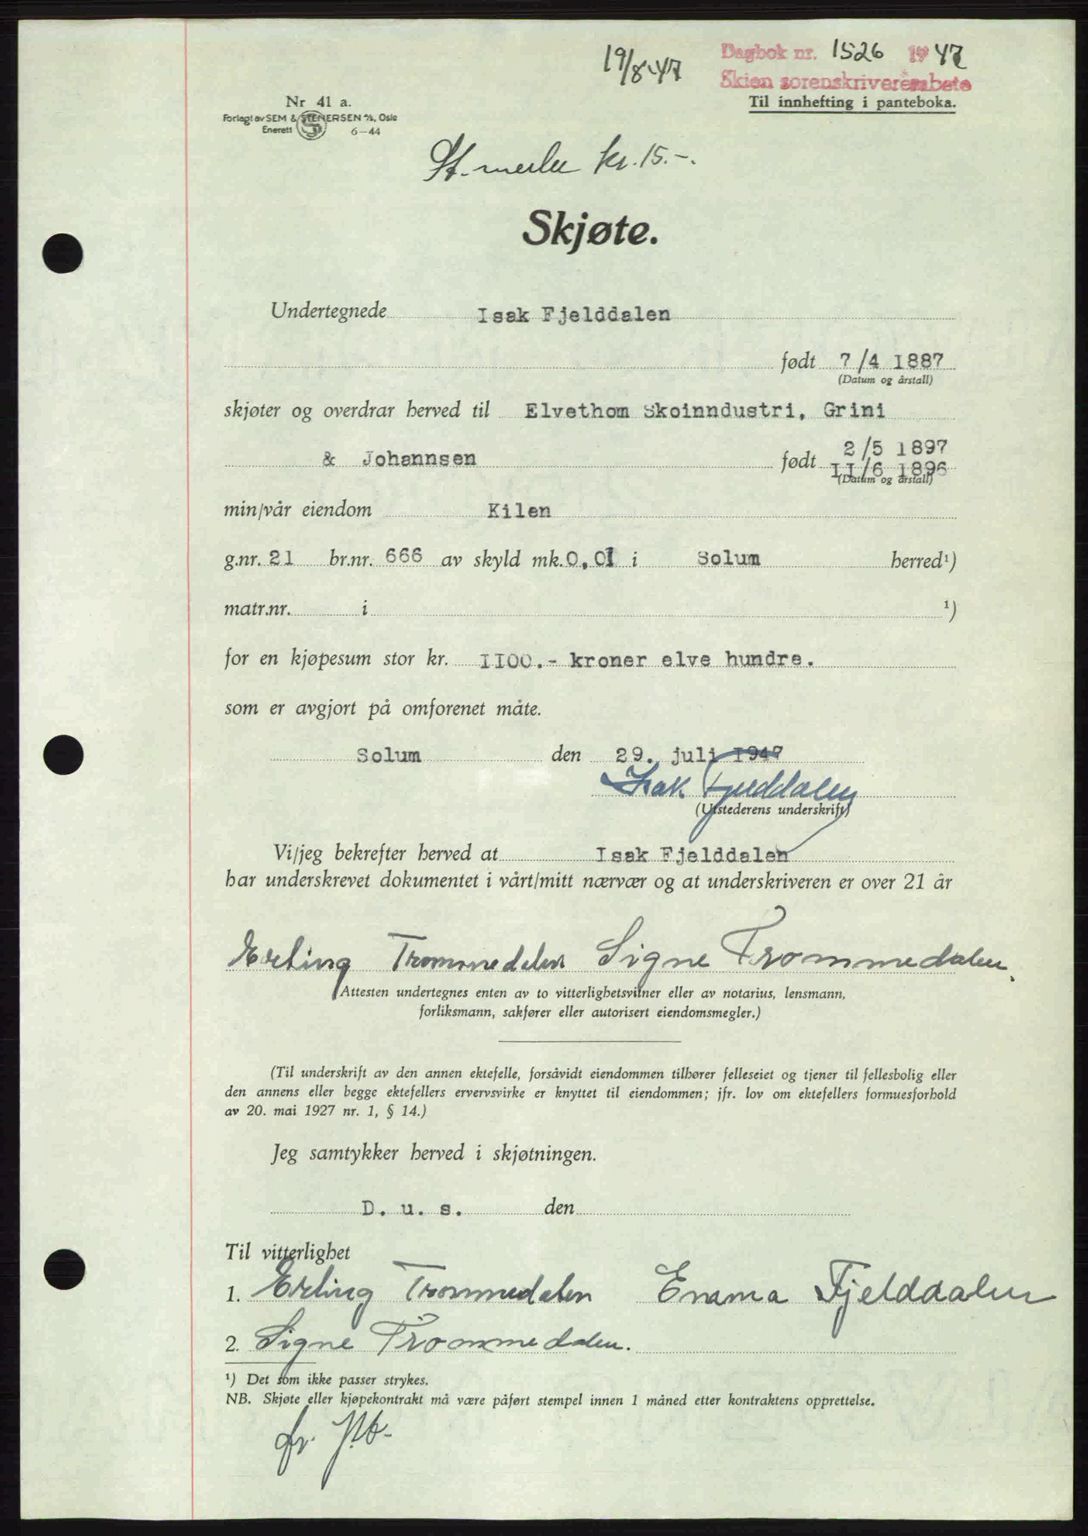 19/8-47
Dagbok nr. 1526 1947
Skien sorenskriverembete
Til innhefting i panteboka.
Nr 41 a.
Forlagt av SEM & STENERSEN A/S, Oslo
Enerett 6-44
St. merke kr. 15.-.
Skjøte.
Undertegnede Isak Fjelddalen
født 7/4 1887
(Datum og årstall)
skjøter og overdrar herved til Elvethom Skoinndustri, Grini
2/5 1897
& Johannsen født 11/6 1896
(Datum og årstall)
min/vår eiendom Kilen
g.nr. 21 br.nr. 666 av skyld mk. 0,01 i Solum herred¹)
matr.nr. i ¹)
for en kjøpesum stor kr. 1100.- kroner elve hundre.
som er avgjort på omforenet måte.
Solum den 29. juli 1947
Isak Fjelddalen
(Utstederens underskrift)
Vi/jeg bekrefter herved at Isak Fjelddalen
har underskrevet dokumentet i vårt/mitt nærvær og at underskriveren er over 21 år
Erling Trommedalen Signe Trommedalen.
(Attesten undertegnes enten av to vitterlighetsvitner eller av notarius, lensmann,
forliksmann, sakfører eller autorisert eiendomsmegler.)
(Til underskrift av den annen ektefelle, forsåvidt eiendommen tilhører felleseiet og tjener til fellesbolig eller
den annens eller begge ektefellers ervervsvirke er knyttet til eiendommen; jfr. lov om ektefellers formuesforhold
av 20. mai 1927 nr. 1, § 14.)
Jeg samtykker herved i skjøtningen.
D. u. s. den
Til vitterlighet
1. Erling Trommedalen Emma Fjelddalen
2. Signe Trommedalen.
¹) Det som ikke passer strykes.
NB. Skjøte eller kjøpekontrakt må være påført stempel innen 1 måned etter kontraktens opprettelse.